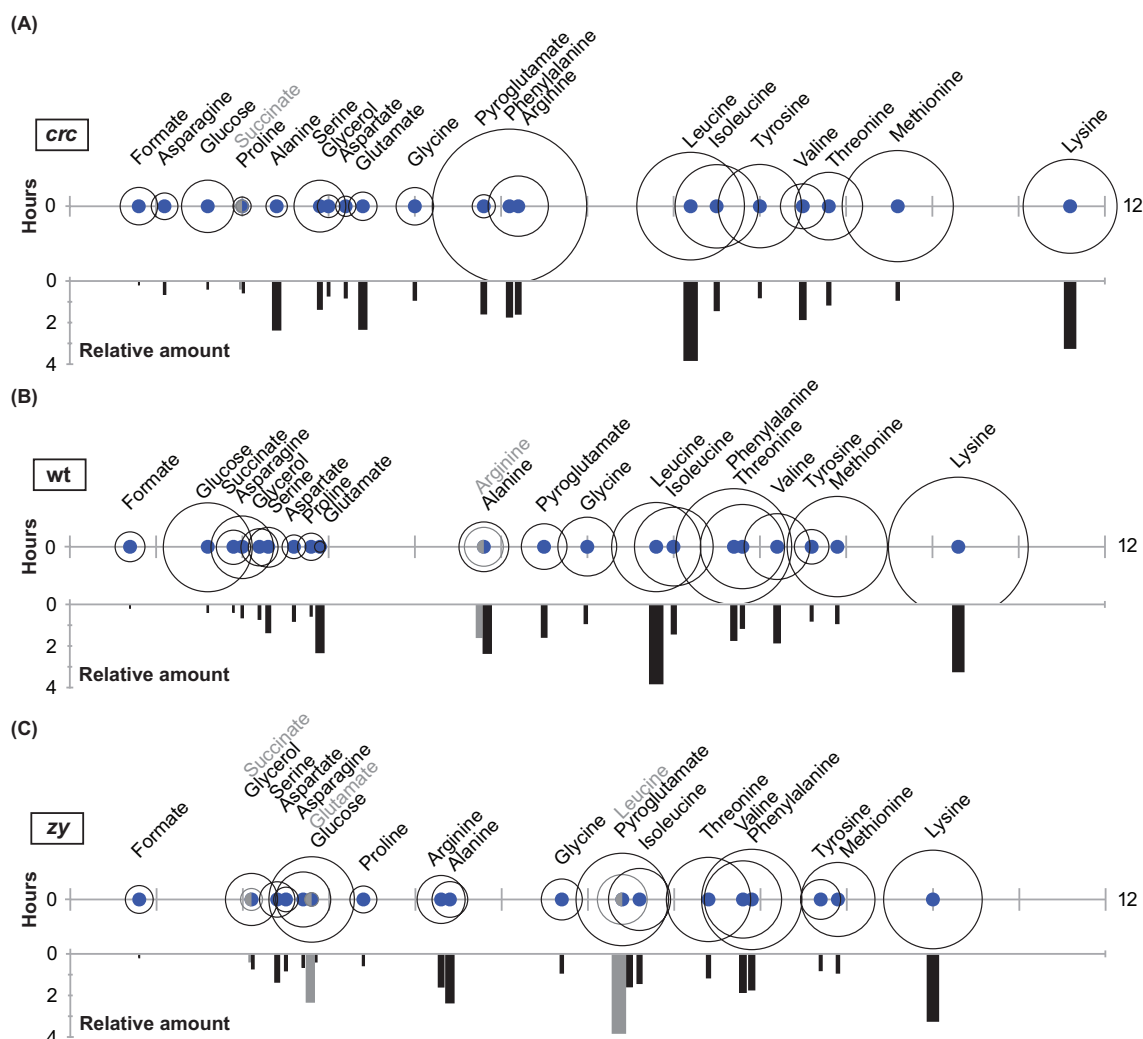 (A)
crc
Formate
Asparagine
Glucose
Succinate
Proline
Alanine
Serine
Glycerol
Aspartate
Glutamate
Glycine
Pyroglutamate
Phenylalanine
Arginine
Leucine
Isoleucine
Tyrosine
Valine
Threonine
Methionine
Lysine
Hours
0
12
0
2
4
Relative amount
(B)
wt
Formate
Glucose
Succinate
Asparagine
Glycerol
Serine
Aspartate
Proline
Glutamate
Arginine
Alanine
Pyroglutamate
Glycine
Leucine
Isoleucine
Phenylalanine
Threonine
Valine
Tyrosine
Methionine
Lysine
Hours
0
12
0
2
4
Relative amount
(C)
zy
Formate
Succinate
Glycerol
Serine
Aspartate
Asparagine
Glutamate
Glucose
Proline
Arginine
Alanine
Glycine
Leucine
Pyroglutamate
Isoleucine
Threonine
Valine
Phenylalanine
Tyrosine
Methionine
Lysine
Hours
0
12
0
2
4
Relative amount